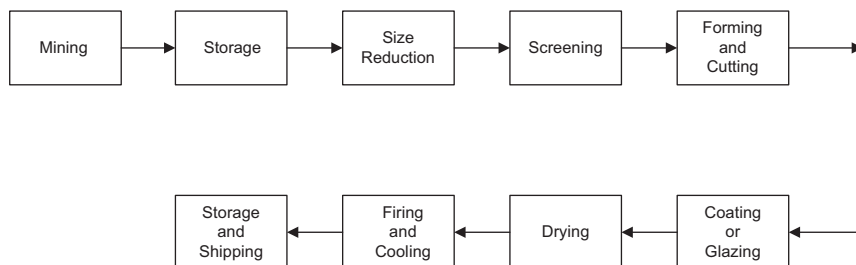 Mining
Storage
Size
Reduction
Screening
Forming
and
Cutting
Storage
and
Shipping
Firing
and
Cooling
Drying
Coating
or
Glazing